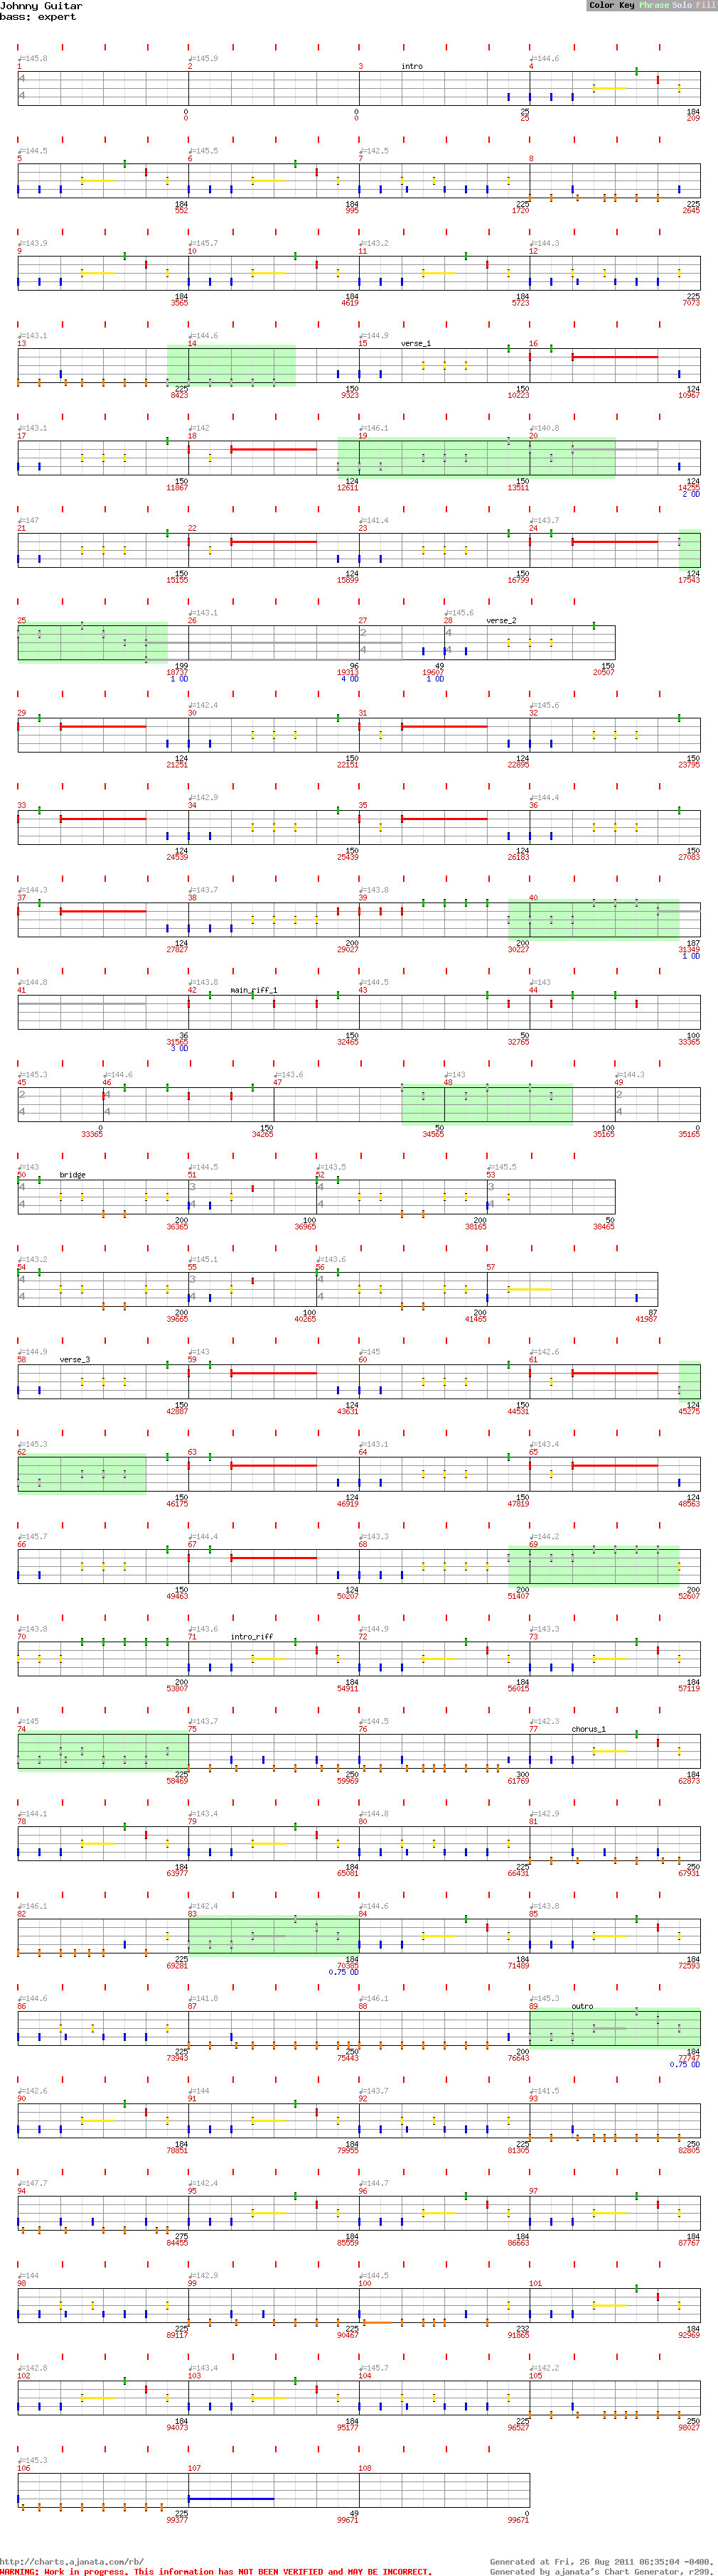 Johnny Guitar
bass: expert
Color Key Phrase Solo Fill
♩=145.8 ♩=145.9 ♩=144.6
1 2 3 intro 4
4
4
0 0 25 184
0 0 25 209
♩=144.5 ♩=145.5 ♩=142.5
5 6 7 8
184 184 225 225
552 995 1720 2645
♩=143.9 ♩=145.7 ♩=143.2 ♩=144.3
9 10 11 12
184 184 184 225
3565 4619 5723 7073
♩=143.1 ♩=144.6 ♩=144.9
13 14 15 verse_1 16
225 150 150 124
8423 9323 10223 10967
♩=143.1 ♩=142 ♩=146.1 ♩=140.8
17 18 19 20
150 124 150 124
11867 12611 13511 14255
2 OD
♩=147 ♩=141.4 ♩=143.7
21 22 23 24
150 124 150 124
15155 15899 16799 17543
♩=143.1 ♩=145.6
25 26 27 28 verse_2
2 4
4 4
199 96 49 150
18737 19313 19607 20507
1 OD 4 OD 1 OD
♩=142.4 ♩=145.6
29 30 31 32
124 150 124 150
21251 22151 22895 23795
♩=142.9 ♩=144.4
33 34 35 36
124 150 124 150
24539 25439 26183 27083
♩=144.3 ♩=143.7 ♩=143.8
37 38 39 40
124 200 200 187
27827 29027 30227 31349
1 OD
♩=144.8 ♩=143.8 ♩=144.5 ♩=143
41 42 main_riff_1 43 44
36 150 50 100
31565 32465 32765 33365
3 OD
♩=145.3 ♩=144.6 ♩=143.6 ♩=143 ♩=144.3
45 46 47 48 49
2 4 2
4 4 4
0 150 50 100 0
33365 34265 34565 35165 35165
♩=143 ♩=144.5 ♩=143.5 ♩=145.5
50 bridge 51 52 53
4 3 4 3
4 4 4 4
200 100 200 50
36365 36965 38165 38465
♩=143.2 ♩=145.1 ♩=143.6
54 55 56 57
4 3 4
4 4 4
200 100 200 87
39665 40265 41465 41987
♩=144.9 ♩=143 ♩=145 ♩=142.6
58 verse_3 59 60 61
150 124 150 124
42887 43631 44531 45275
♩=145.3 ♩=143.1 ♩=143.4
62 63 64 65
150 124 150 124
46175 46919 47819 48563
♩=145.7 ♩=144.4 ♩=143.3 ♩=144.2
66 67 68 69
150 124 200 200
49463 50207 51407 52607
♩=143.8 ♩=143.6 ♩=144.9 ♩=143.3
70 71 intro_riff 72 73
200 184 184 184
53807 54911 56015 57119
♩=145 ♩=143.7 ♩=144.5 ♩=142.3
74 75 76 77 chorus_1
225 250 300 184
58469 59969 61769 62873
♩=144.1 ♩=143.4 ♩=144.8 ♩=142.9
78 79 80 81
184 184 225 250
63977 65081 66431 67931
♩=146.1 ♩=142.4 ♩=144.6 ♩=143.8
82 83 84 85
225 184 184 184
69281 70385 71489 72593
0.75 OD
♩=144.6 ♩=141.8 ♩=146.1 ♩=145.3
86 87 88 89 outro
225 250 200 184
73943 75443 76643 77747
0.75 OD
♩=142.6 ♩=144 ♩=143.7 ♩=141.5
90 91 92 93
184 184 225 250
78851 79955 81305 82805
♩=147.7 ♩=142.4 ♩=144.7
94 95 96 97
275 184 184 184
84455 85559 86663 87767
♩=144 ♩=142.9 ♩=144.5
98 99 100 101
225 225 232 184
89117 90467 91865 92969
♩=142.8 ♩=143.4 ♩=145.7 ♩=142.2
102 103 104 105
184 184 225 250
94073 95177 96527 98027
♩=145.3
106 107 108
225 49 0
99377 99671 99671
http://charts.ajanata.com/rb/ Generated at Fri, 26 Aug 2011 06:35:04 -0400.
WARNING: Work in progress. This information has NOT BEEN VERIFIED and MAY BE INCORRECT. Generated by ajanata's Chart Generator, r299.